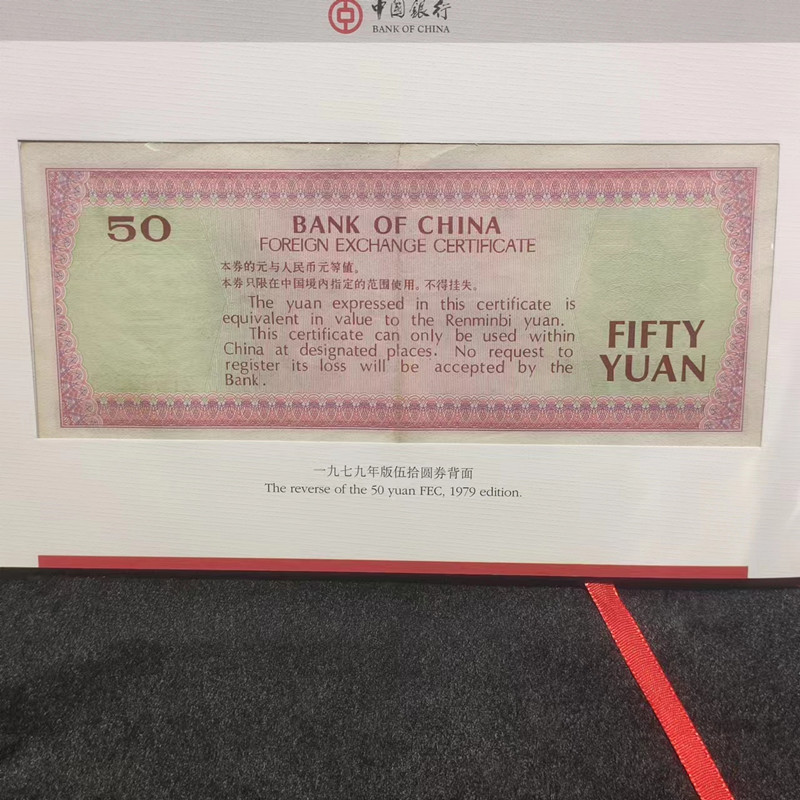 中国銀行
BANK OF CHINA
50
BANK OF CHINA
FOREIGN EXCHANGE CERTIFICATE
本券的元与人民币元等値。
本券只限在中国境内指定的范围使用。不得挂失。
The yuan expressed in this certificate is
equivalent in value to the Renminbi yuan.
This certificate can only be used within
China at designated places. No request to
register its loss will be accepted by the
Bank.
FIFTY
YUAN
一九七九年版伍拾圆券背面
The reverse of the 50 yuan FEC, 1979 edition.